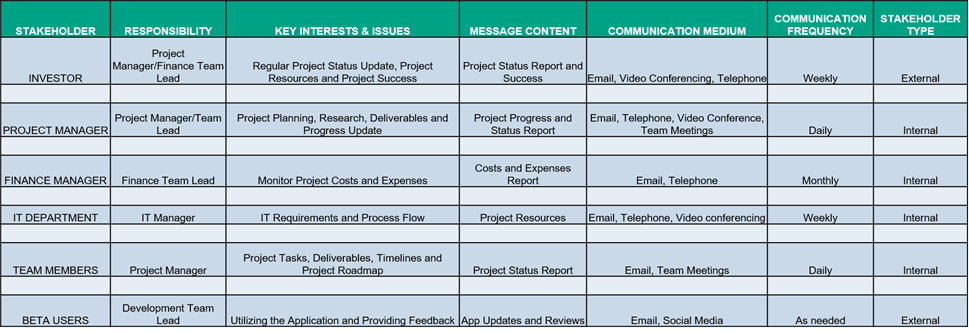 STAKEHOLDER RESPONSIBILITY KEY INTERESTS & ISSUES MESSAGE CONTENT COMMUNICATION MEDIUM COMMUNICATION FREQUENCY STAKEHOLDER TYPE
INVESTOR
Project
Manager/Finance Team
Lead
Regular Project Status Update, Project
Resources and Project Success
Project Status Report and
Success
Email, Video Conferencing, Telephone
Weekly
External
PROJECT MANAGER
Project Manager/Team
Lead
Project Planning, Research, Deliverables and
Progress Update
Project Progress and
Status Report
Email, Telephone, Video Conference,
Team Meetings
Daily
Internal
FINANCE MANAGER
Finance Team Lead
Monitor Project Costs and Expenses
Costs and Expenses
Report
Email, Telephone
Monthly
Internal
IT DEPARTMENT
IT Manager
IT Requirements and Process Flow
Project Resources
Email, Telephone, Video conferencing
Weekly
Internal
TEAM MEMBERS
Project Manager
Project Tasks, Deliverables, Timelines and
Project Roadmap
Project Status Report
Email, Team Meetings
Daily
Internal
BETA USERS
Development Team
Lead
Utilizing the Application and Providing Feedback
App Updates and Reviews
Email, Social Media
As needed
External